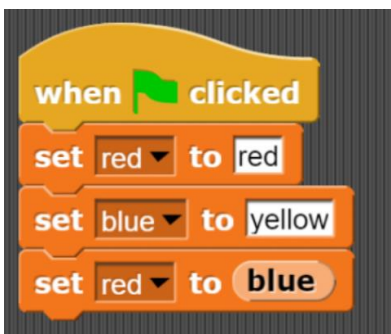 when clicked
set red to red
set blue to yellow
set red to blue